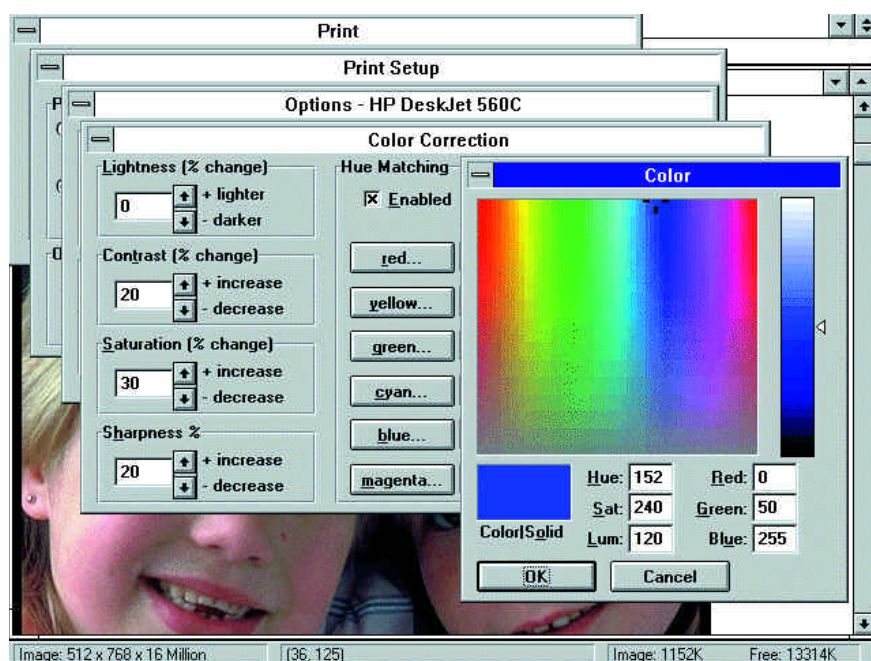 Print
Print Setup
Options - HP DeskJet 560C
Color Correction
Lightness (% change)
0
+ lighter
- darker
Contrast (% change)
20
+ increase
- decrease
Saturation (% change)
30
+ increase
- decrease
Sharpness %
20
+ increase
- decrease
Hue Matching
Enabled
red...
yellow...
green...
cyan...
blue...
magenta...
Color
Color|Solid
Hue: 152
Sat: 240
Lum: 120
Red: 0
Green: 50
Blue: 255
OK
Cancel
Image: 512 x 768 x 16 Million
(36, 125)
Image: 1152K
Free: 13314K